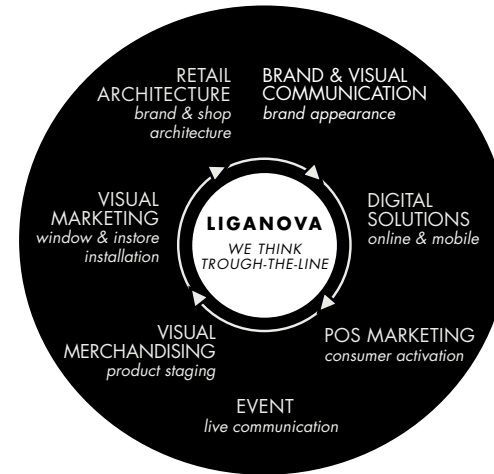 RETAIL
ARCHITECTURE
brand & shop
architecture
BRAND & VISUAL
COMMUNICATION
brand appearance
VISUAL
MARKETING
window & instore
installation
LIGANOVA
WE THINK
TROUGH-THE-LINE
DIGITAL
SOLUTIONS
online & mobile
VISUAL
MERCHANDISING
product staging
POS MARKETING
consumer activation
EVENT
live communication